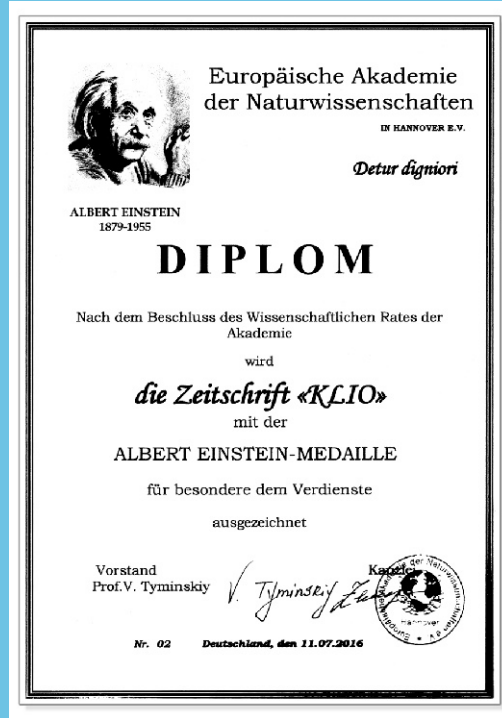 Europäische Akademie
der Naturwissenschaften
IN HANNOVER E.V.
Detur digniori
ALBERT EINSTEIN
1879-1955
DIPLOM
Nach dem Beschluss des Wissenschaftlichen Rates der
Akademie
wird
die Zeitschrift «KLIO»
mit der
ALBERT EINSTEIN-MEDAILLE
für besondere dem Verdienste
ausgezeichnet
Vorstand
Prof.V. Tyminskiy
V. Tyminskiy
Hannover
Nr. 02 Deutschland, den 11.07.2016